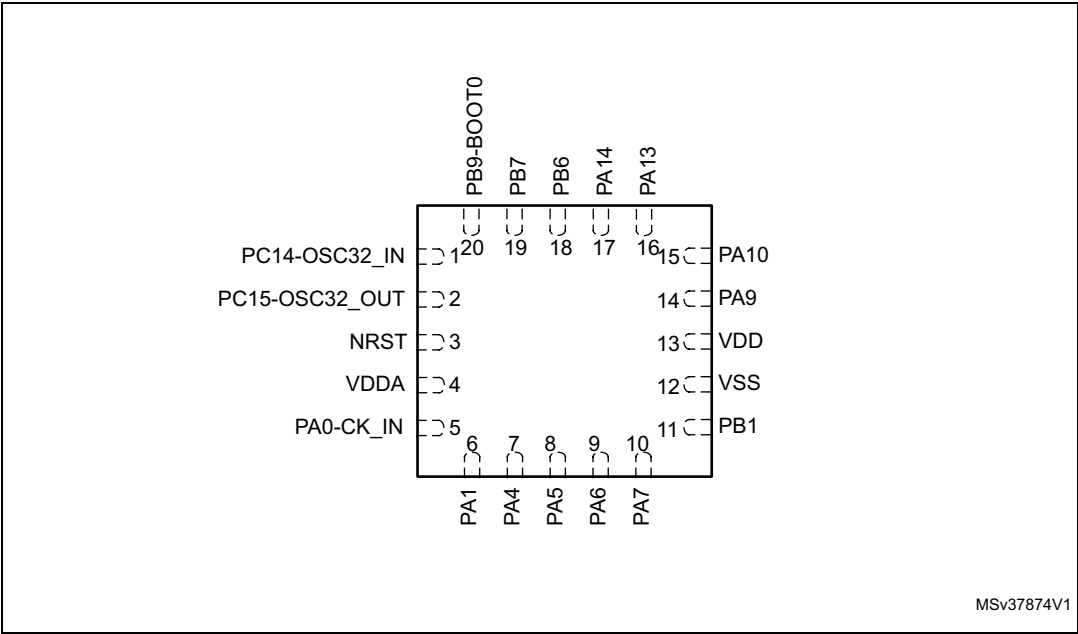 PB9-BOOT0
PB7
PB6
PA14
PA13
20
19
18
17
16
PC14-OSC32_IN
1
15
PA10
PC15-OSC32_OUT
2
14
PA9
NRST
3
13
VDD
VDDA
4
12
VSS
PA0-CK_IN
5
11
PB1
6
7
8
9
10
PA1
PA4
PA5
PA6
PA7
MSv37874V1